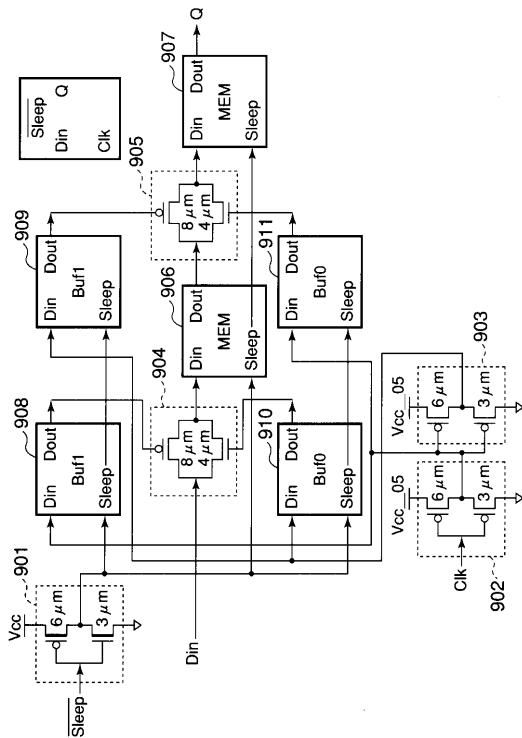 S̅l̅e̅e̅p̅
Din Q
Clk
901
Vcc
6 μm
3 μm
S̅l̅e̅e̅p̅
908
Din Dout
Buf1
Sleep
909
Din Dout
Buf1
Sleep
904
8 μm
4 μm
Din
906
Din Dout
MEM
Sleep
905
8 μm
4 μm
907
Din Dout
MEM
Sleep
Q
910
Din Dout
Buf0
Sleep
911
Din Dout
Buf0
Sleep
902
Vcc_05
6 μm
3 μm
Clk
903
Vcc_05
6 μm
3 μm